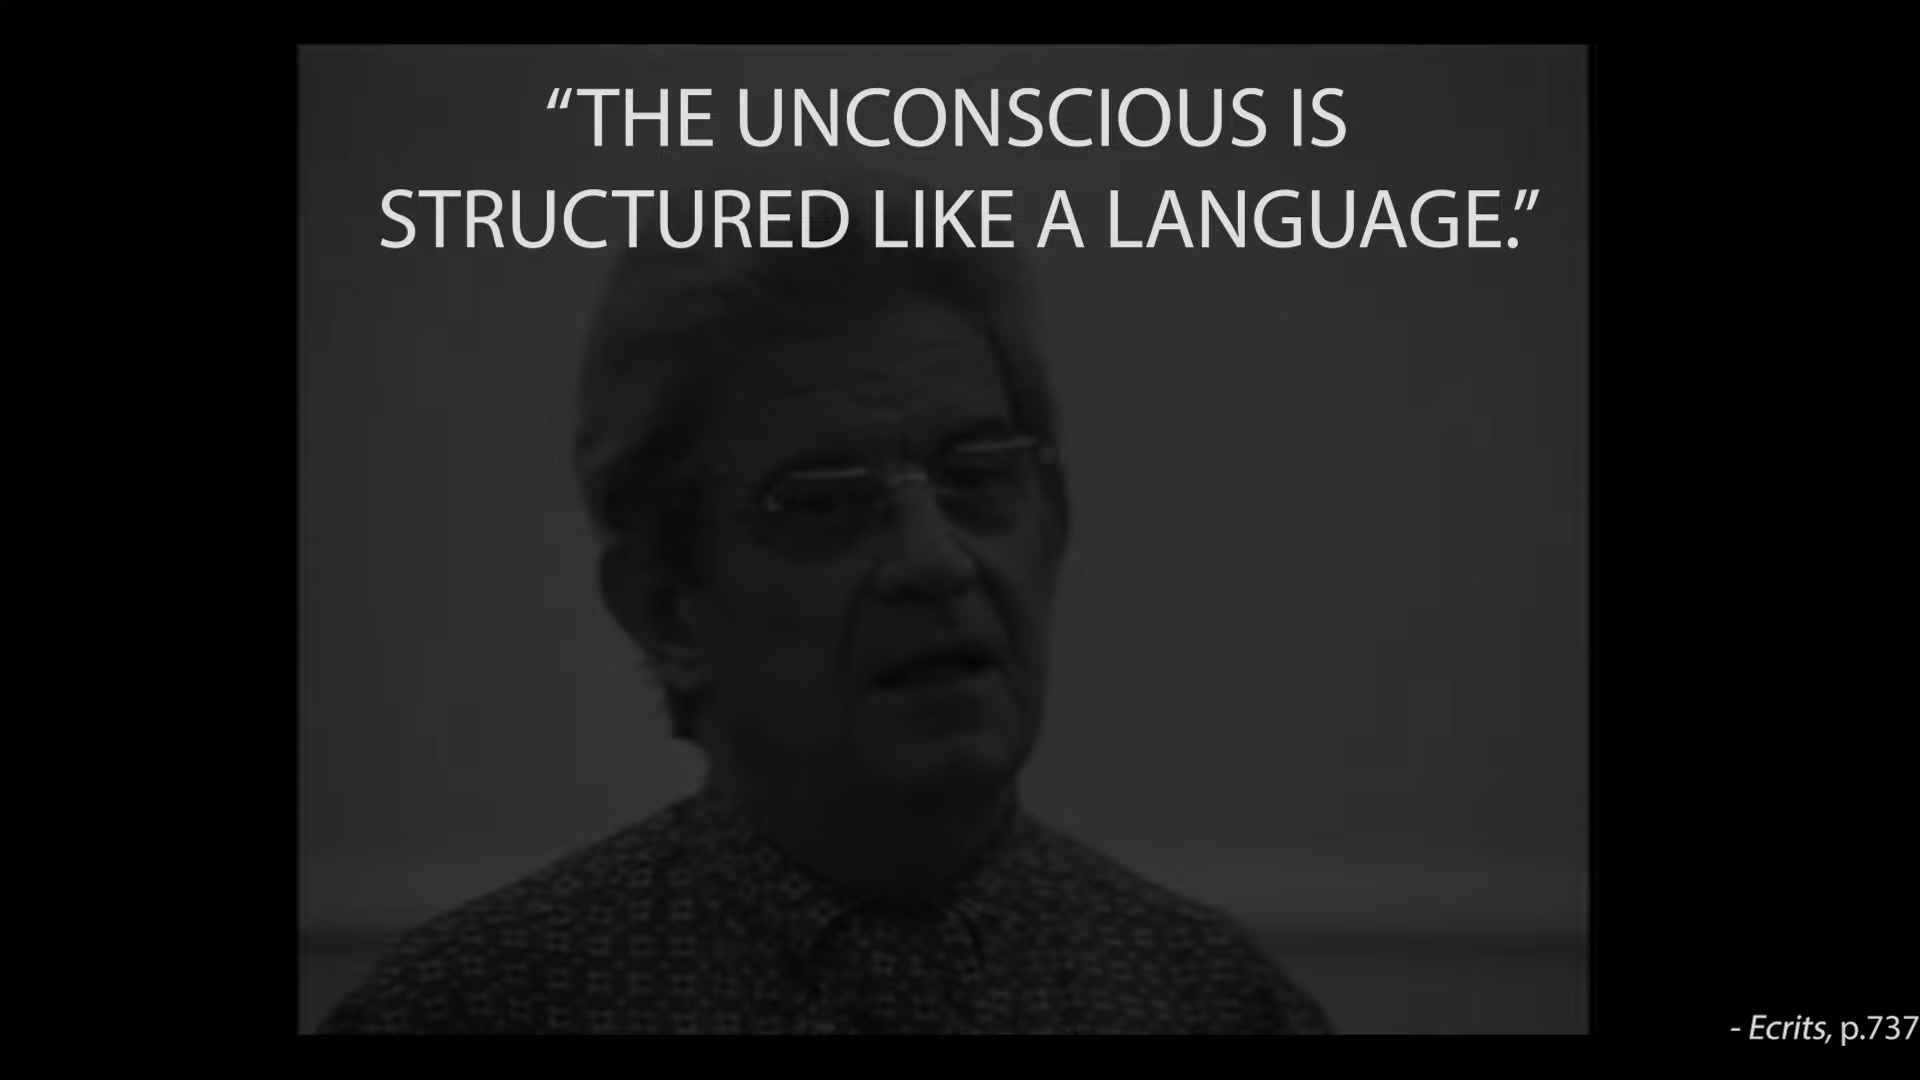 “THE UNCONSCIOUS IS
STRUCTURED LIKE A LANGUAGE.”
- Ecrits, p.737